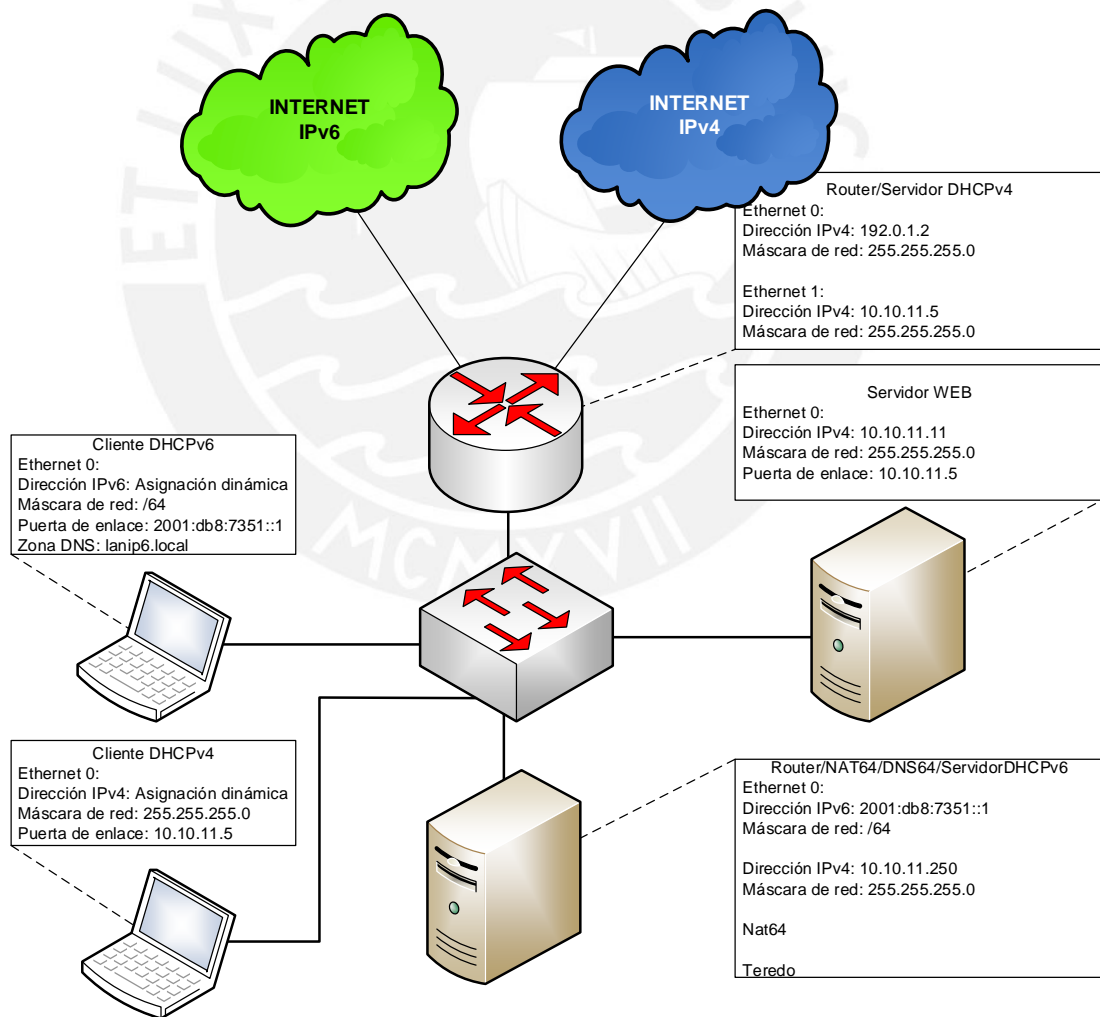 INTERNET
IPv6
INTERNET
IPv4
Router/Servidor DHCPv4
Ethernet 0:
Dirección IPv4: 192.0.1.2
Máscara de red: 255.255.255.0
Ethernet 1:
Dirección IPv4: 10.10.11.5
Máscara de red: 255.255.255.0
Servidor WEB
Ethernet 0:
Dirección IPv4: 10.10.11.11
Máscara de red: 255.255.255.0
Puerta de enlace: 10.10.11.5
Cliente DHCPv6
Ethernet 0:
Dirección IPv6: Asignación dinámica
Máscara de red: /64
Puerta de enlace: 2001:db8:7351::1
Zona DNS: lanip6.local
Cliente DHCPv4
Ethernet 0:
Dirección IPv4: Asignación dinámica
Máscara de red: 255.255.255.0
Puerta de enlace: 10.10.11.5
Router/NAT64/DNS64/ServidorDHCPv6
Ethernet 0:
Dirección IPv6: 2001:db8:7351::1
Máscara de red: /64
Dirección IPv4: 10.10.11.250
Máscara de red: 255.255.255.0
Nat64
Teredo
ET LUX
MCMXVII